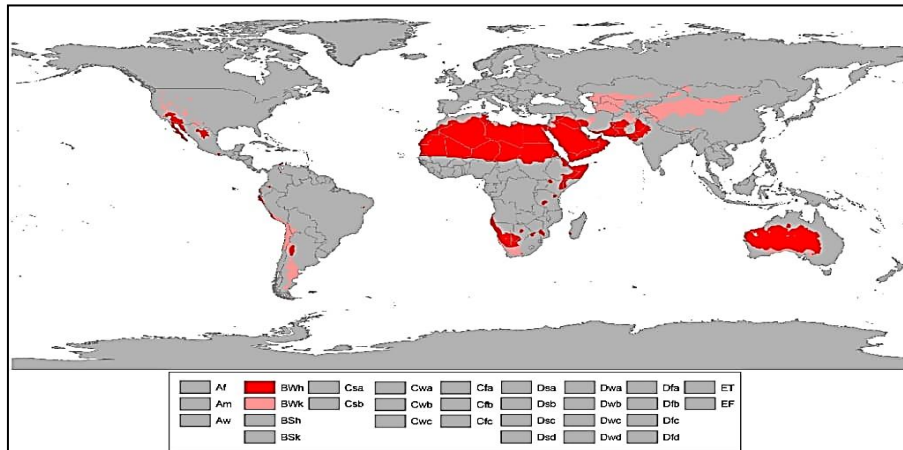 Af BWh Csa Cwa Cfa Dsa Dwa Dfa ET
Am BWk Csb Cwb Cfb Dsb Dwb Dfb EF
Aw BSh Cwc Cfc Dsc Dwc Dfc
BSk Dsd Dwd Dfd